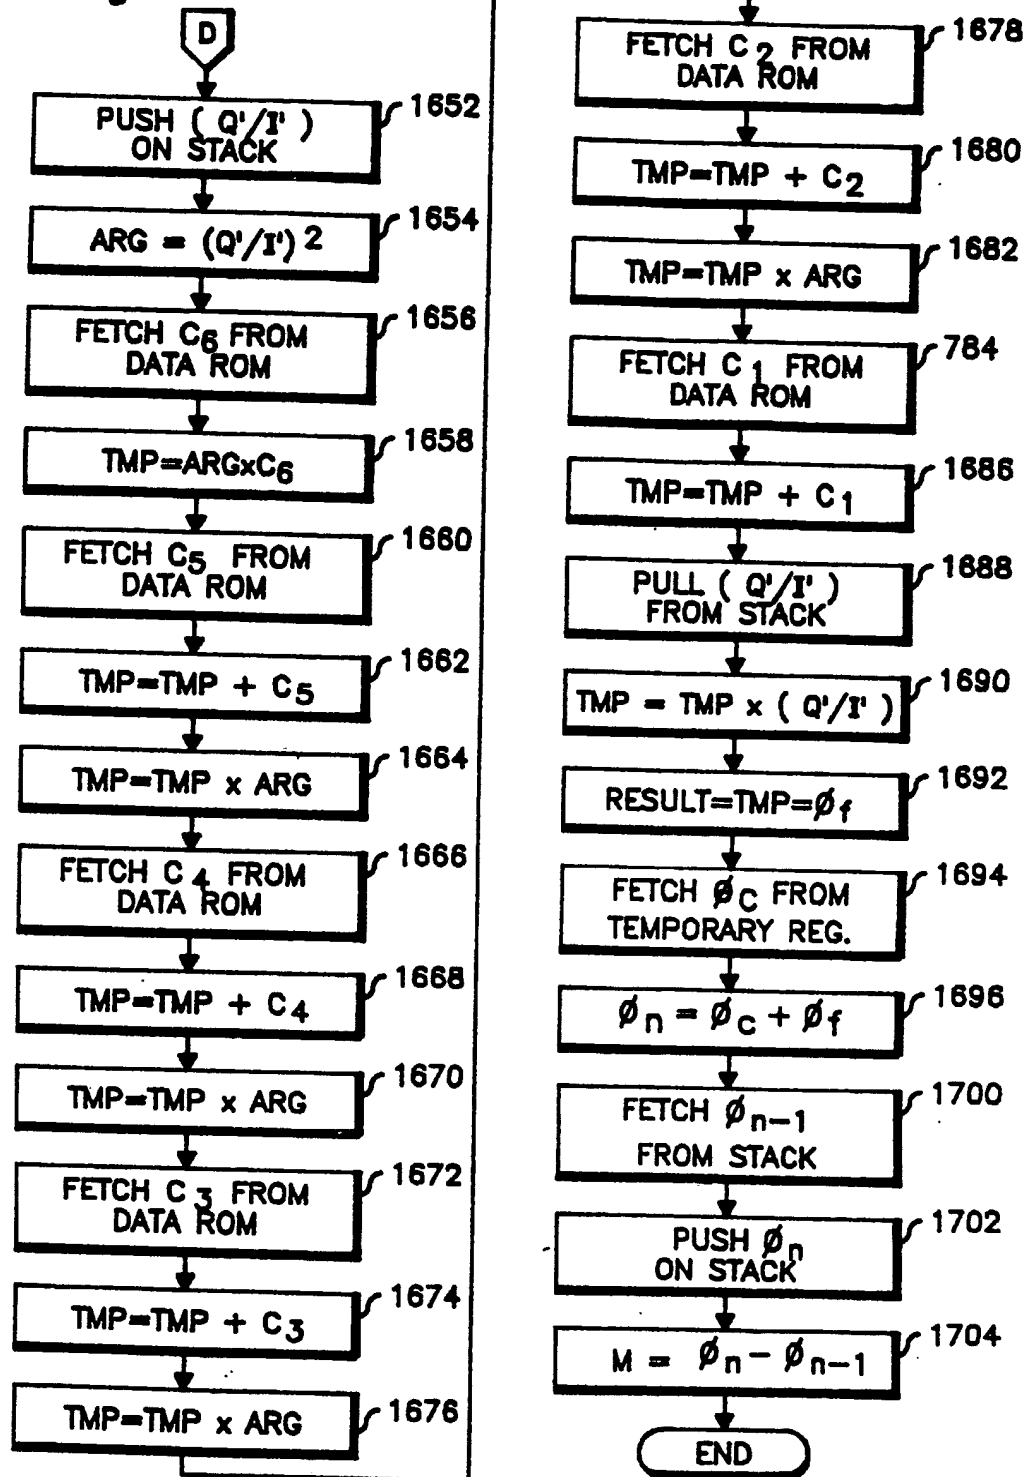 D
PUSH ( Q'/I' )
ON STACK
1652
ARG = (Q'/I')2
1654
FETCH C6 FROM
DATA ROM
1656
TMP=ARGxC6
1658
FETCH C5 FROM
DATA ROM
1680
TMP=TMP + C5
1662
TMP=TMP x ARG
1664
FETCH C4 FROM
DATA ROM
1666
TMP=TMP + C4
1668
TMP=TMP x ARG
1670
FETCH C3 FROM
DATA ROM
1672
TMP=TMP + C3
1674
TMP=TMP x ARG
1676
FETCH C2 FROM
DATA ROM
1678
TMP=TMP + C2
1680
TMP=TMP x ARG
1682
FETCH C1 FROM
DATA ROM
784
TMP=TMP + C1
1686
PULL ( Q'/I' )
FROM STACK
1688
TMP = TMP x ( Q'/I' )
1690
RESULT=TMP=Øf
1692
FETCH ØC FROM
TEMPORARY REG.
1694
Øn = Øc + Øf
1696
FETCH Øn-1
FROM STACK
1700
PUSH Øn
ON STACK
1702
M = Øn - Øn-1
1704
END